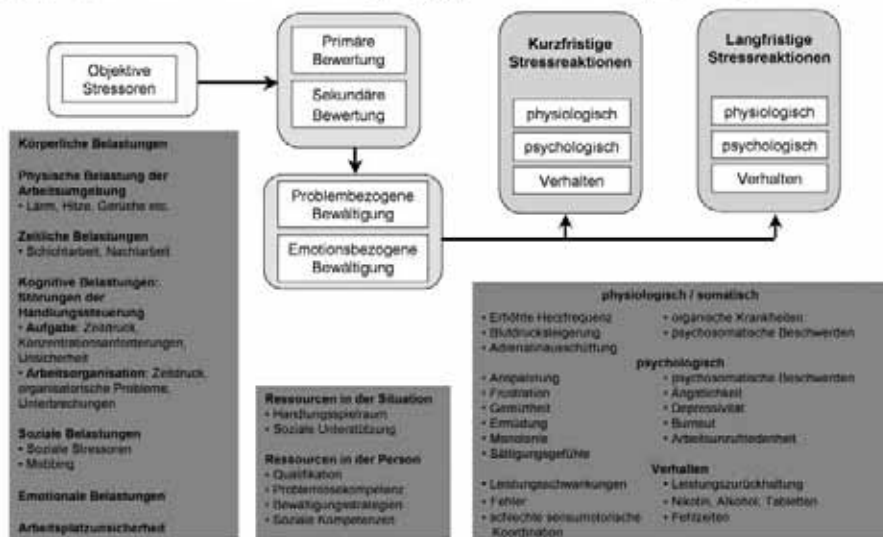 Objektive
Stressoren
Primäre
Bewertung
Sekundäre
Bewertung
Problembezogene
Bewältigung
Emotionsbezogene
Bewältigung
Kurzfristige
Stressreaktionen
physiologisch
psychologisch
Verhalten
Langfristige
Stressreaktionen
physiologisch
psychologisch
Verhalten
Körperliche Belastungen
Physische Belastung der
Arbeitsumgebung
• Lärm, Hitze, Gerüche etc.
Zeitliche Belastungen
• Schichtarbeit, Nachtarbeit
Kognitive Belastungen:
Störungen der
Handlungssteuerung
• Aufgabe: Zeitdruck,
Konzentrationsanforderungen,
Unsicherheit
• Arbeitsorganisation: Zeitdruck,
organisatorische Probleme,
Unterbrechungen
Soziale Belastungen
• Soziale Stressoren
• Mobbing
Emotionale Belastungen
Arbeitsplatzunsicherheit
Ressourcen in der Situation
• Handlungsspielraum
• Soziale Unterstützung
Ressourcen in der Person
• Qualifikation
• Problemlösekompetenz
• Bewältigungsstrategien
• Soziale Kompetenzen
physiologisch / somatisch
• Erhöhte Herzfrequenz
• Blutdrucksteigerung
• Adrenalinausschüttung
• organische Krankheiten
• psychosomatische Beschwerden
psychologisch
• Anspannung
• Frustration
• Gereiztheit
• Ermüdung
• Monotonie
• Sättigungsgefühle
• psychosomatische Beschwerden
• Ängstlichkeit
• Depressivität
• Burnout
• Arbeitsunzufriedenheit
Verhalten
• Leistungsschwankungen
• Fehler
• schlechte sensumotorische
Koordination
• Leistungszurückhaltung
• Nikotin, Alkohol, Tabletten
• Fehlzeiten